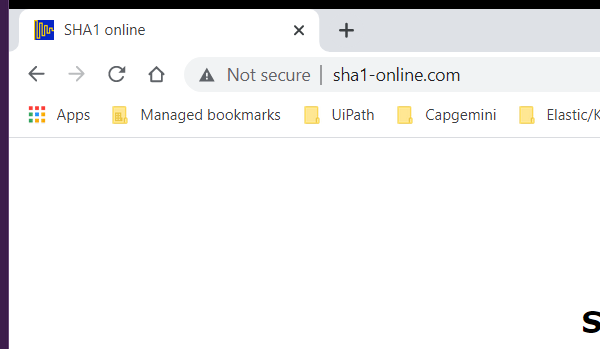 SHA1 online
Not secure | sha1-online.com
Apps Managed bookmarks UiPath Capgemini Elastic/K
S